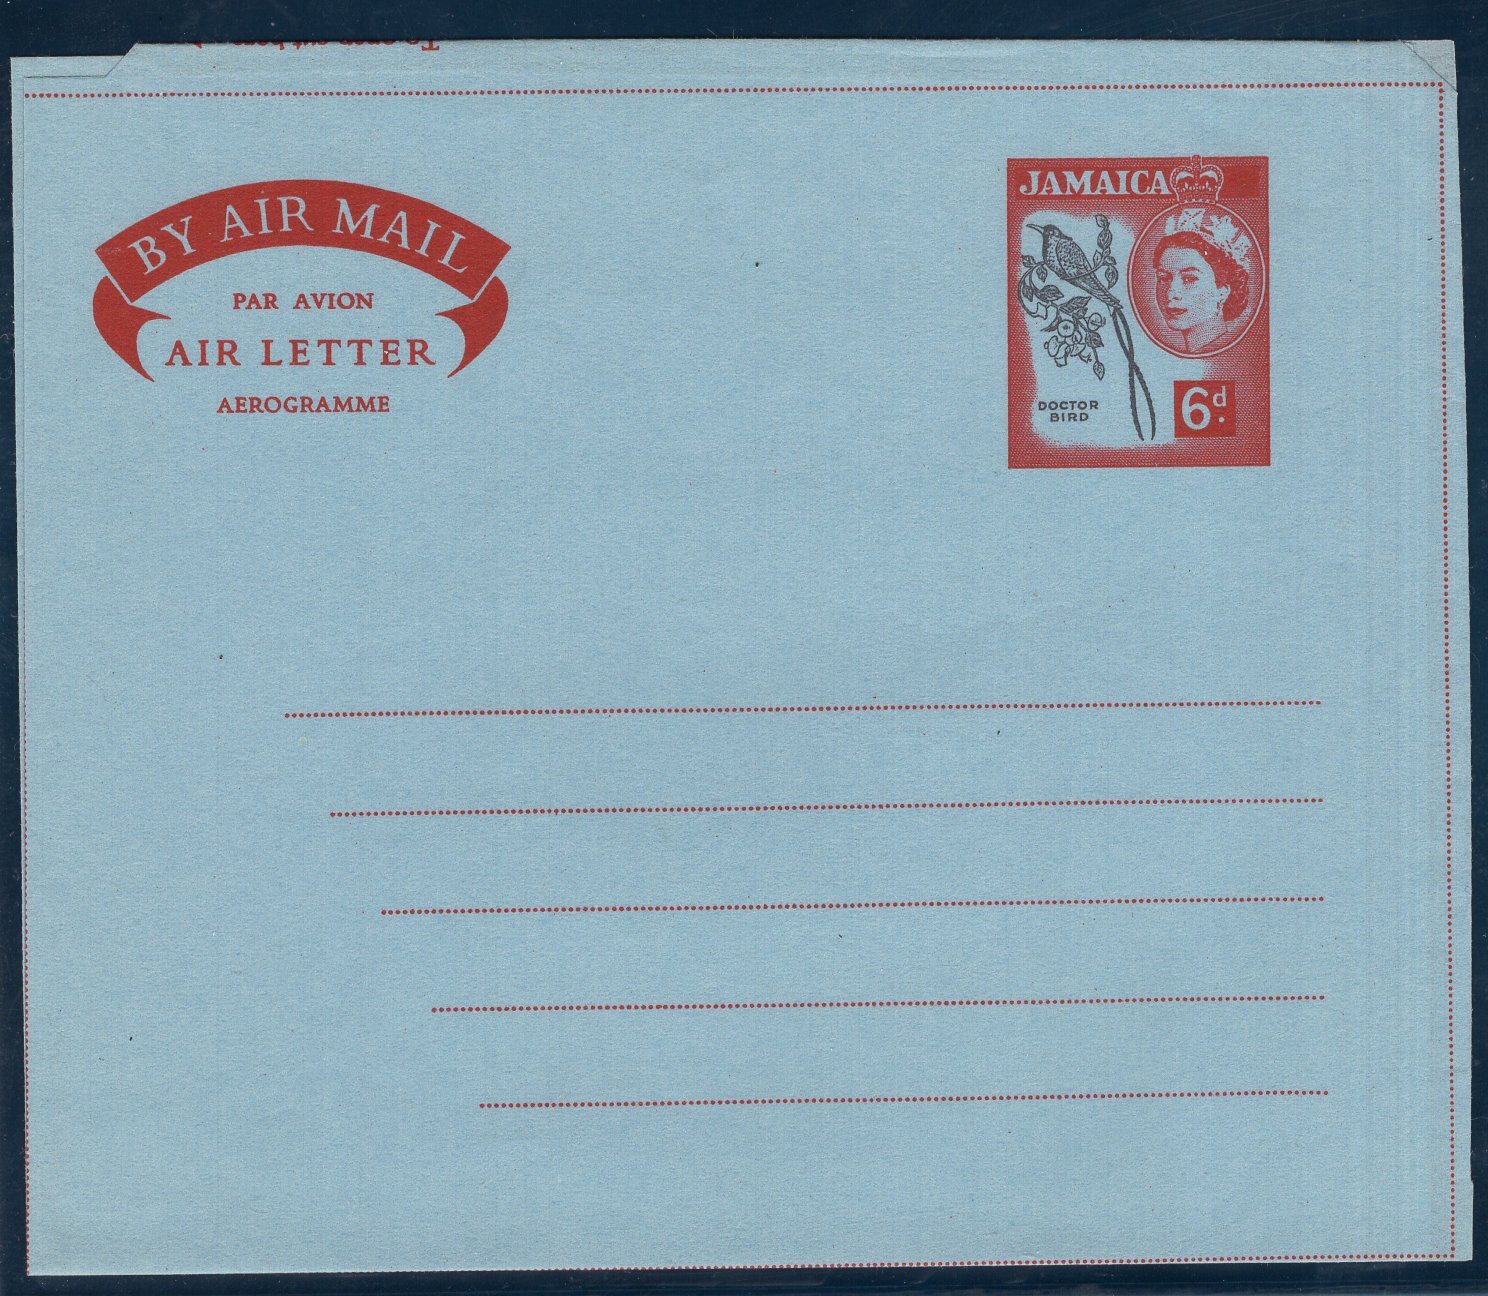 BY AIR MAIL
PAR AVION
AIR LETTER
AEROGRAMME
JAMAICA
DOCTOR
BIRD
6d.